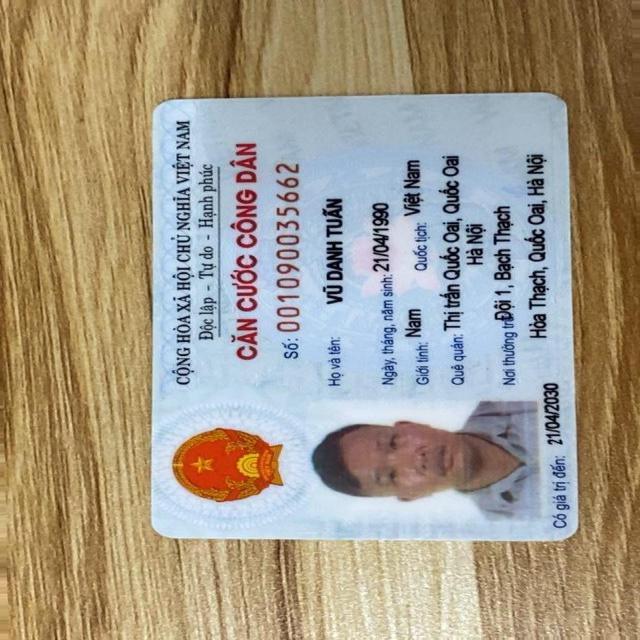 CỘNG HÒA XÃ HỘI CHỦ NGHĨA VIỆT NAM
Độc lập - Tự do - Hạnh phúc
CĂN CƯỚC CÔNG DÂN
Số: 001090035662
Họ và tên:
VŨ DANH TUẤN
Ngày, tháng, năm sinh: 21/04/1990
Giới tính: Nam Quốc tịch: Việt Nam
Quê quán: Thị trấn Quốc Oai, Quốc Oai
Hà Nội
Nơi thường Đội 1, Bạch Thạch
Hòa Thạch, Quốc Oai, Hà Nội
Có giá trị đến: 21/04/2030